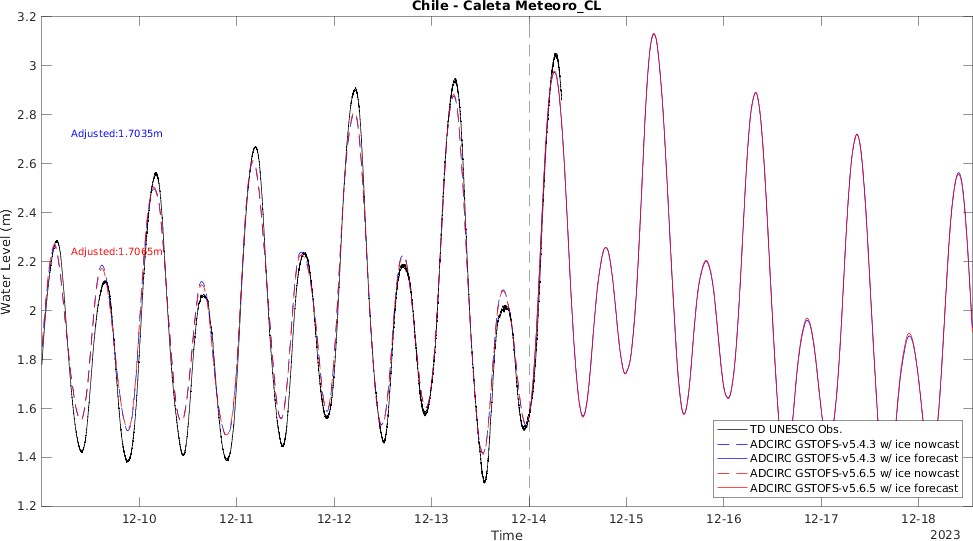 Chile - Caleta Meteoro_CL
Water Level (m)
3.2
3
2.8
2.6
2.4
2.2
2
1.8
1.6
1.4
1.2
Adjusted:1.7035m
Adjusted:1.7065m
TD UNESCO Obs.
ADCIRC GSTOFS-v5.4.3 w/ ice nowcast
ADCIRC GSTOFS-v5.4.3 w/ ice forecast
ADCIRC GSTOFS-v5.6.5 w/ ice nowcast
ADCIRC GSTOFS-v5.6.5 w/ ice forecast
12-10 12-11 12-12 12-13 12-14 12-15 12-16 12-17 12-18
Time
2023